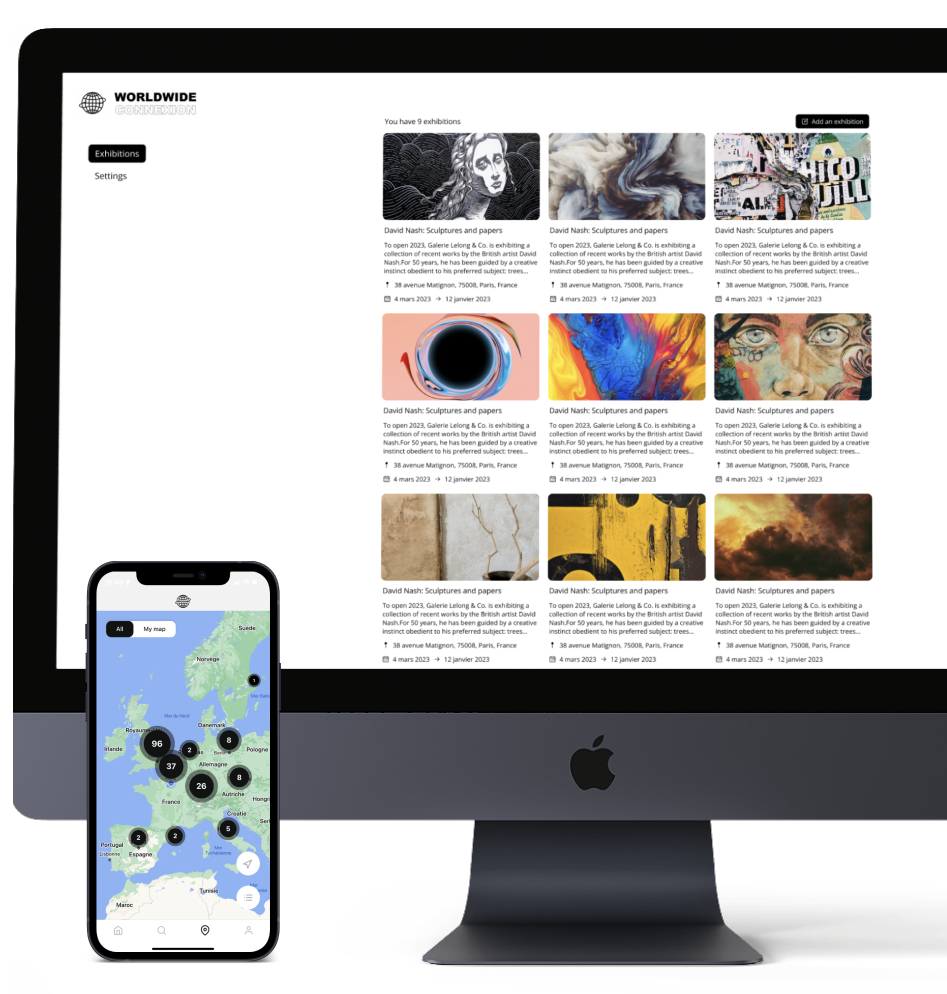 WORLDWIDE
CONNEXION
Exhibitions
Settings
You have 9 exhibitions
Add an exhibition
HICO
UILL
AI.
David Nash: Sculptures and papers
To open 2023, Galerie Lelong & Co. is exhibiting a
collection of recent works by the British artist David
Nash.For 50 years, he has been guided by a creative
instinct obedient to his preferred subject: trees...
38 avenue Matignon, 75008, Paris, France
4 mars 2023 → 12 janvier 2023
David Nash: Sculptures and papers
To open 2023, Galerie Lelong & Co. is exhibiting a
collection of recent works by the British artist David
Nash.For 50 years, he has been guided by a creative
instinct obedient to his preferred subject: trees...
38 avenue Matignon, 75008, Paris, France
4 mars 2023 → 12 janvier 2023
David Nash: Sculptures and papers
To open 2023, Galerie Lelong & Co. is exhibiting a
collection of recent works by the British artist David
Nash.For 50 years, he has been guided by a creative
instinct obedient to his preferred subject: trees...
38 avenue Matignon, 75008, Paris, France
4 mars 2023 → 12 janvier 2023
David Nash: Sculptures and papers
To open 2023, Galerie Lelong & Co. is exhibiting a
collection of recent works by the British artist David
Nash.For 50 years, he has been guided by a creative
instinct obedient to his preferred subject: trees...
38 avenue Matignon, 75008, Paris, France
4 mars 2023 → 12 janvier 2023
David Nash: Sculptures and papers
To open 2023, Galerie Lelong & Co. is exhibiting a
collection of recent works by the British artist David
Nash.For 50 years, he has been guided by a creative
instinct obedient to his preferred subject: trees...
38 avenue Matignon, 75008, Paris, France
4 mars 2023 → 12 janvier 2023
David Nash: Sculptures and papers
To open 2023, Galerie Lelong & Co. is exhibiting a
collection of recent works by the British artist David
Nash.For 50 years, he has been guided by a creative
instinct obedient to his preferred subject: trees...
38 avenue Matignon, 75008, Paris, France
4 mars 2023 → 12 janvier 2023
David Nash: Sculptures and papers
To open 2023, Galerie Lelong & Co. is exhibiting a
collection of recent works by the British artist David
Nash.For 50 years, he has been guided by a creative
instinct obedient to his preferred subject: trees...
38 avenue Matignon, 75008, Paris, France
4 mars 2023 → 12 janvier 2023
David Nash: Sculptures and papers
To open 2023, Galerie Lelong & Co. is exhibiting a
collection of recent works by the British artist David
Nash.For 50 years, he has been guided by a creative
instinct obedient to his preferred subject: trees...
38 avenue Matignon, 75008, Paris, France
4 mars 2023 → 12 janvier 2023
David Nash: Sculptures and papers
To open 2023, Galerie Lelong & Co. is exhibiting a
collection of recent works by the British artist David
Nash.For 50 years, he has been guided by a creative
instinct obedient to his preferred subject: trees...
38 avenue Matignon, 75008, Paris, France
4 mars 2023 → 12 janvier 2023
All
My map
Suède
Norvège
1
Mer du Nord
Danemark
96
8
2
Irlande
Pologne
37
Allemagne
8
26
Autriche
France
Croatie
5
2
2
Portugal
Lisbonne
Espagne
Mer
Tyrrhénienne
Tunisie
Maroc